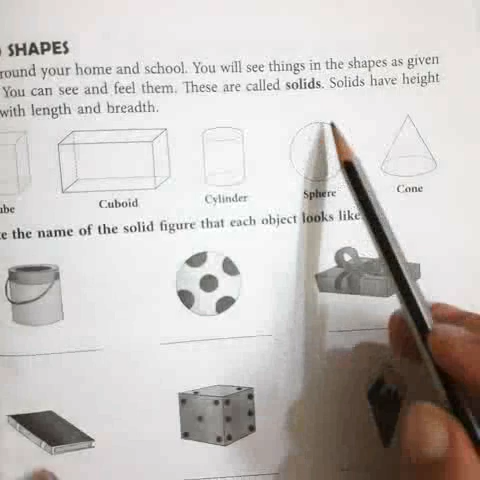 SHAPES
round your home and school. You will see things in the shapes as given
You can see and feel them. These are called solids. Solids have height
with length and breadth.
Cuboid Cylinder Sphere Cone
the name of the solid figure that each object looks like